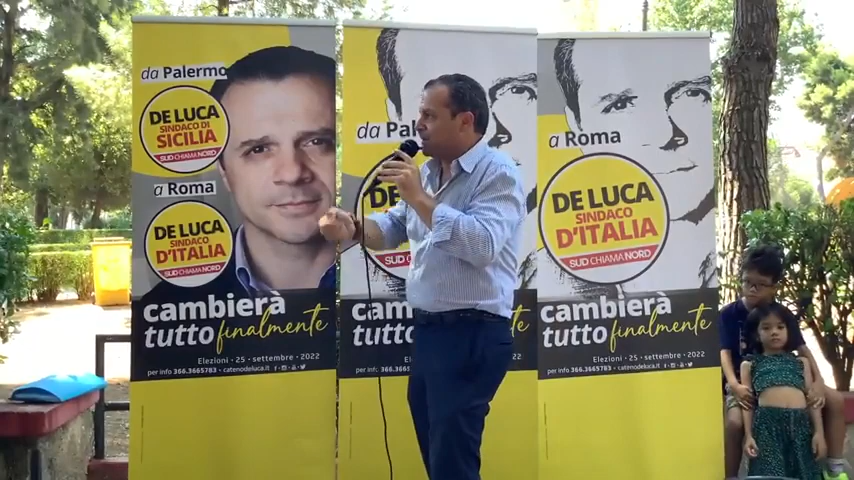 da Palermo
DE LUCA
SINDACO DI
SICILIA
SUD CHIAMA NORD
a Roma
DE LUCA
SINDACO
D'ITALIA
SUD CHIAMA NORD
cambierà
tutto finalmente
Elezioni • 25 • settembre • 2022
per info 366.3665783 • catenodeluca.it
da Pal
cam
tutto
Elezioni
per info 366.366578
a Roma
DE LUCA
SINDACO
D'ITALIA
SUD CHIAMA NORD
cambierà
tutto finalmente
Elezioni • 25 • settembre • 2022
per info 366.3665783 • catenodeluca.it